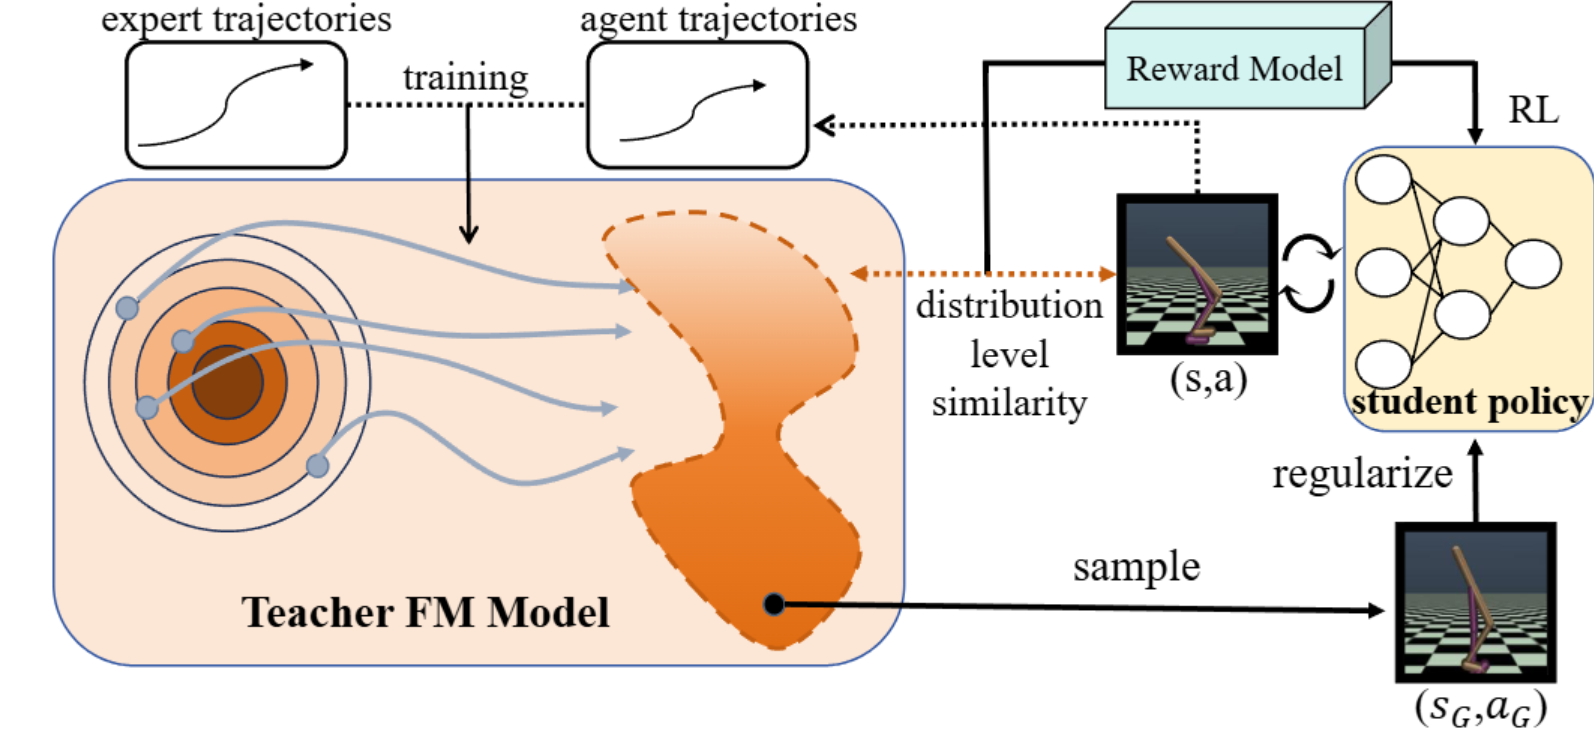 expert trajectories
agent trajectories
training
Reward Model
RL
distribution
level
similarity
(s,a)
student policy
regularize
sample
Teacher FM Model
(s_G,a_G)